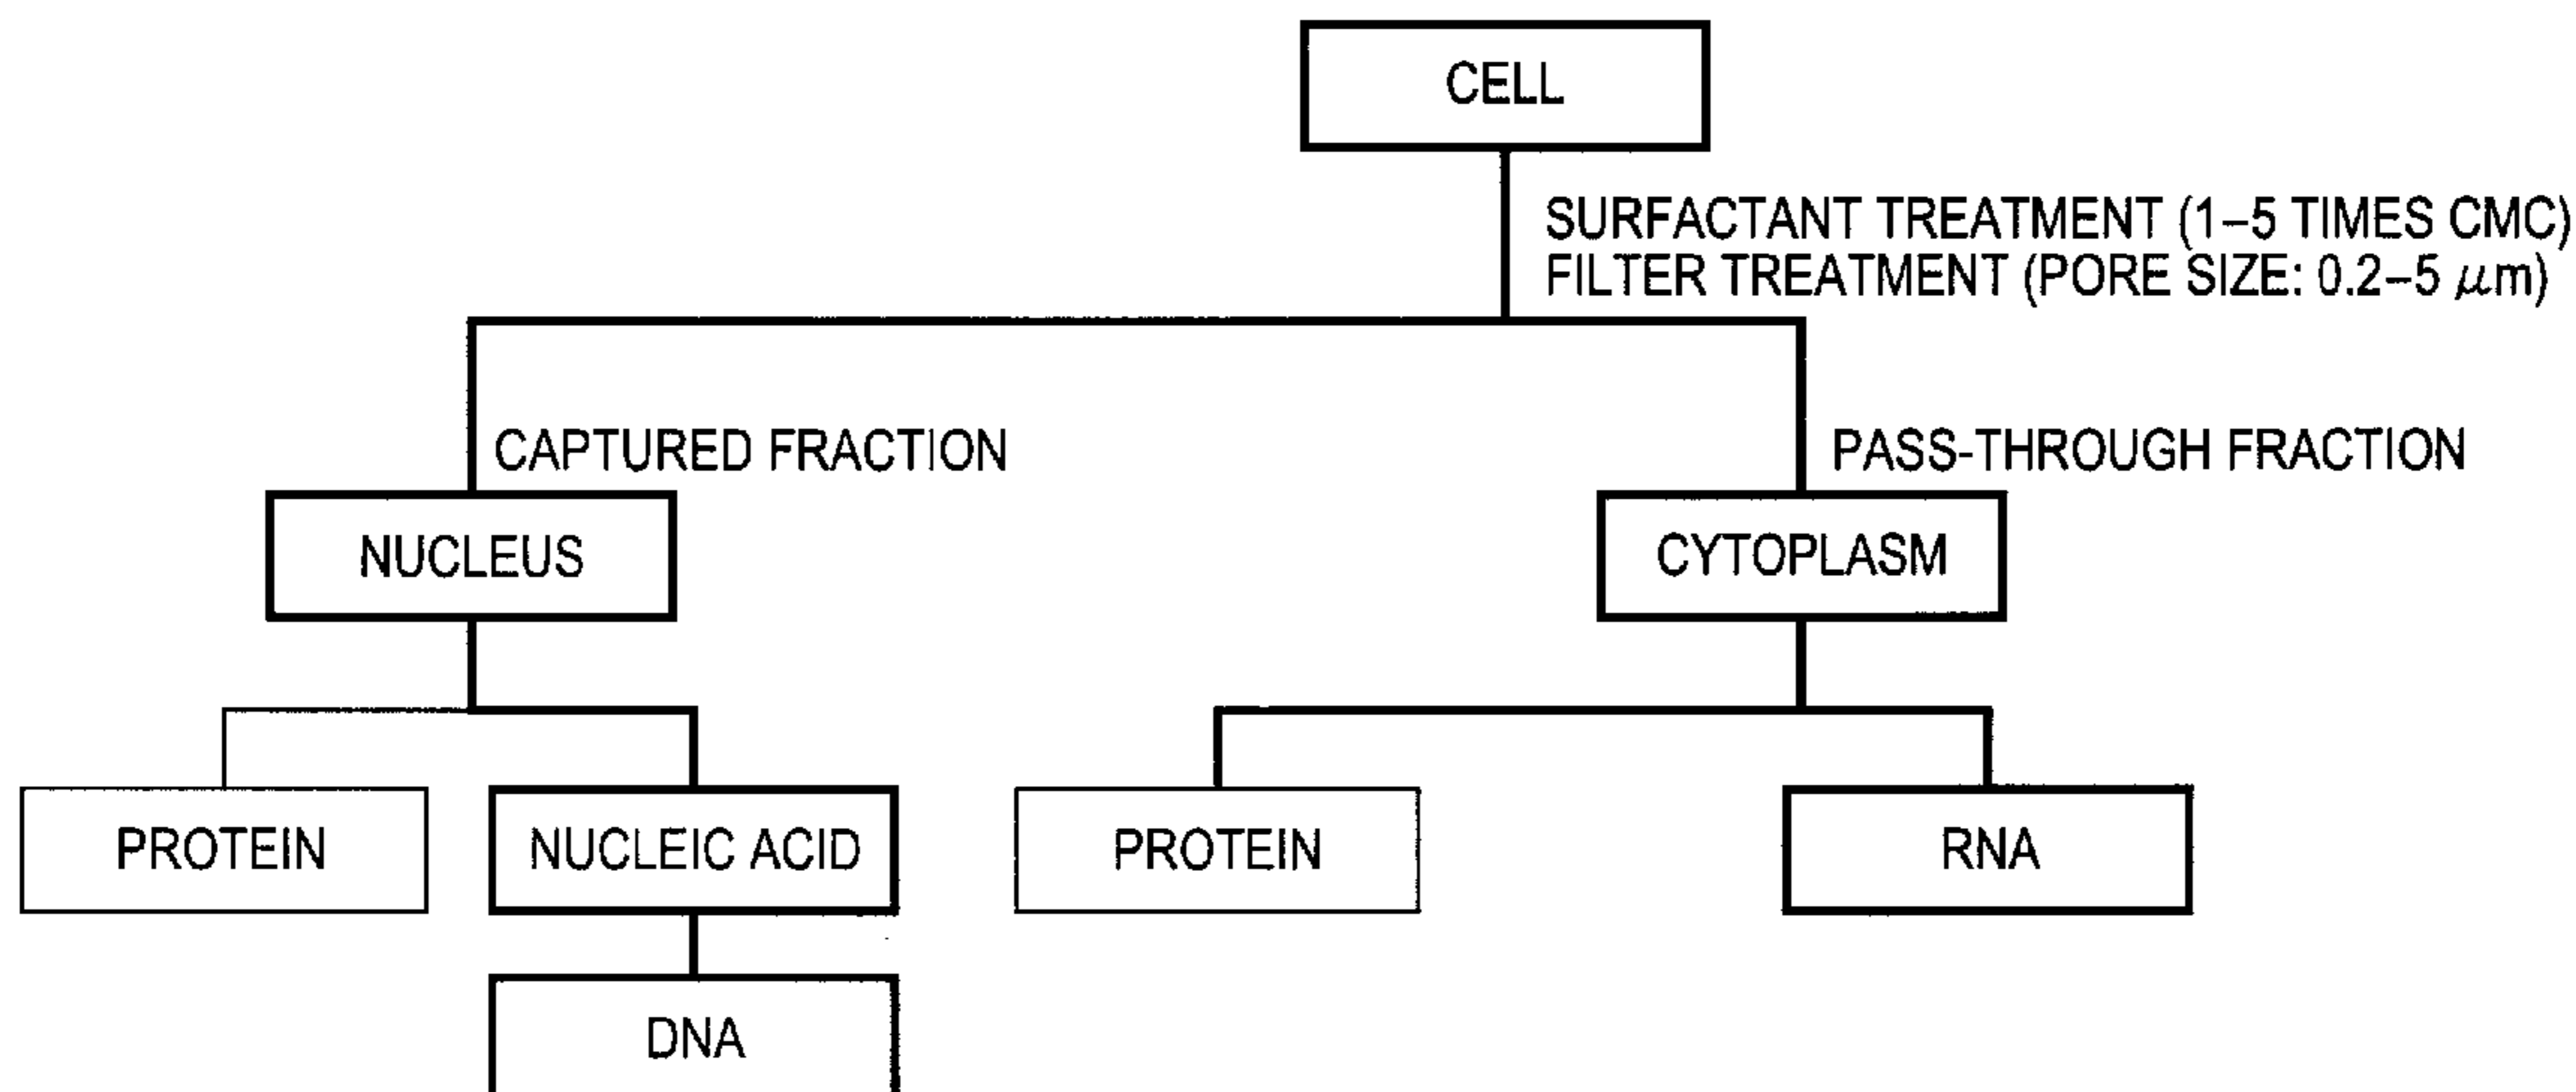 CELL
SURFACTANT TREATMENT (1–5 TIMES CMC)
FILTER TREATMENT (PORE SIZE: 0.2–5 μm)
CAPTURED FRACTION
PASS-THROUGH FRACTION
NUCLEUS
CYTOPLASM
PROTEIN
NUCLEIC ACID
PROTEIN
RNA
DNA